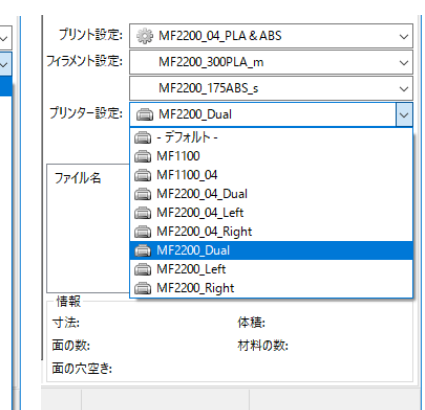 プリント設定: MF2200_04_PLA & ABS
フィラメント設定: MF2200_300PLA_m
MF2200_175ABS_s
プリンター設定: MF2200_Dual
- デフォルト -
MF1100
MF1100_04
MF2200_04_Dual
MF2200_04_Left
MF2200_04_Right
MF2200_Dual
MF2200_Left
MF2200_Right
ファイル名
情報
寸法: 体積:
面の数: 材料の数:
面の穴空き: